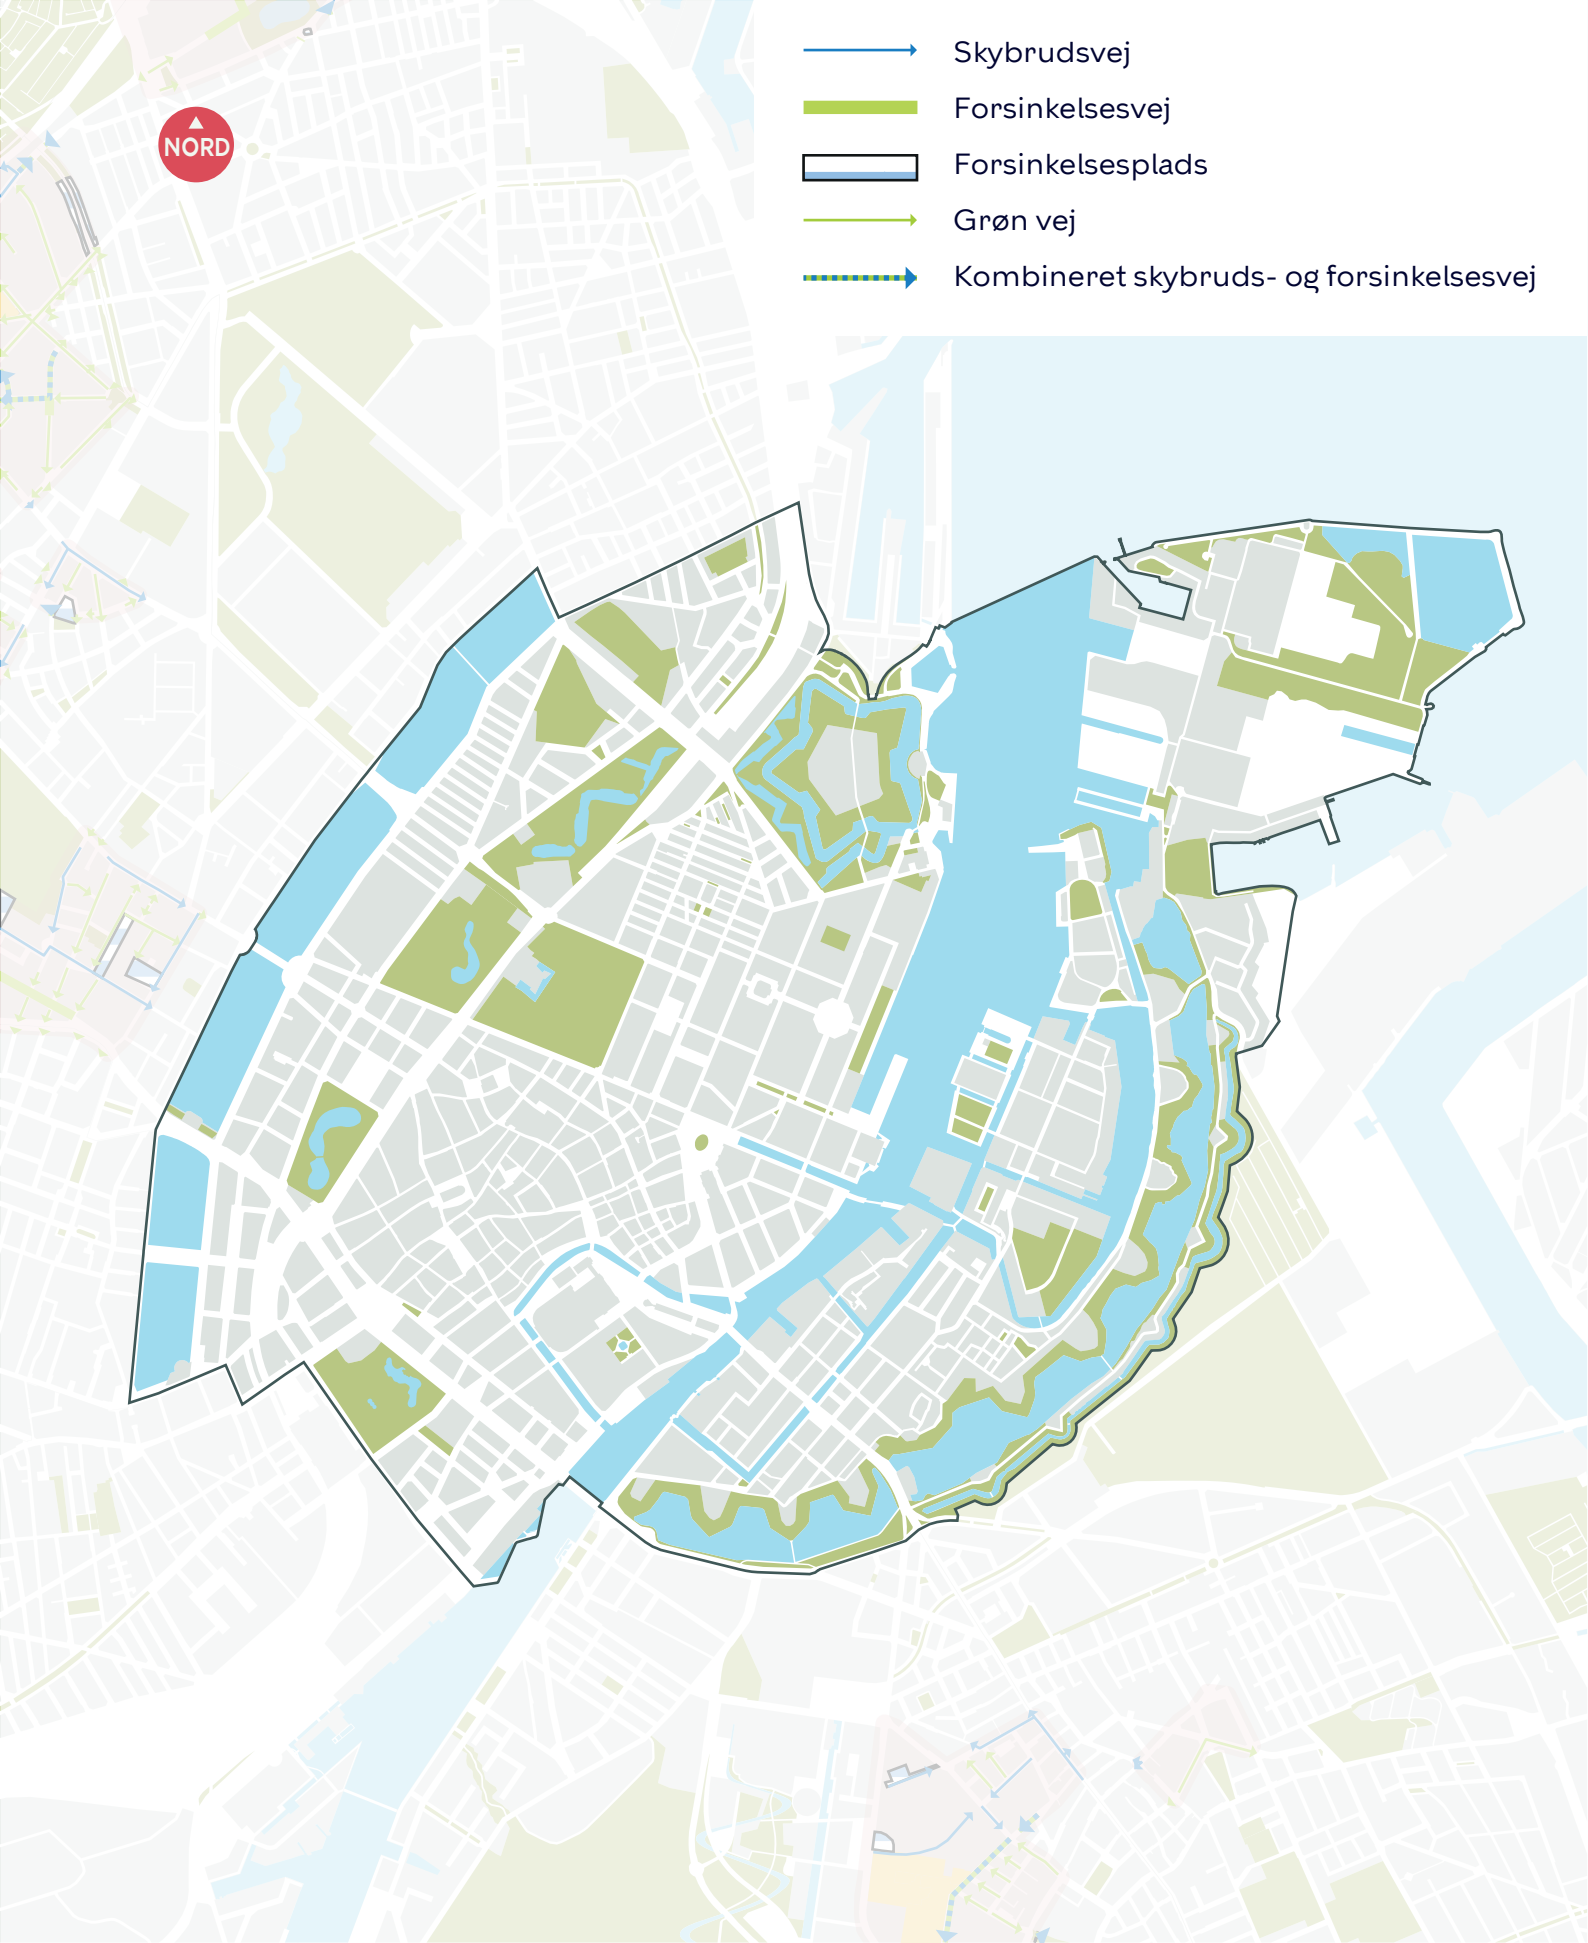 Skybrudsvej
Forsinkelsesvej
Forsinkelsesplads
Grøn vej
Kombineret skybruds- og forsinkelsesvej
NORD